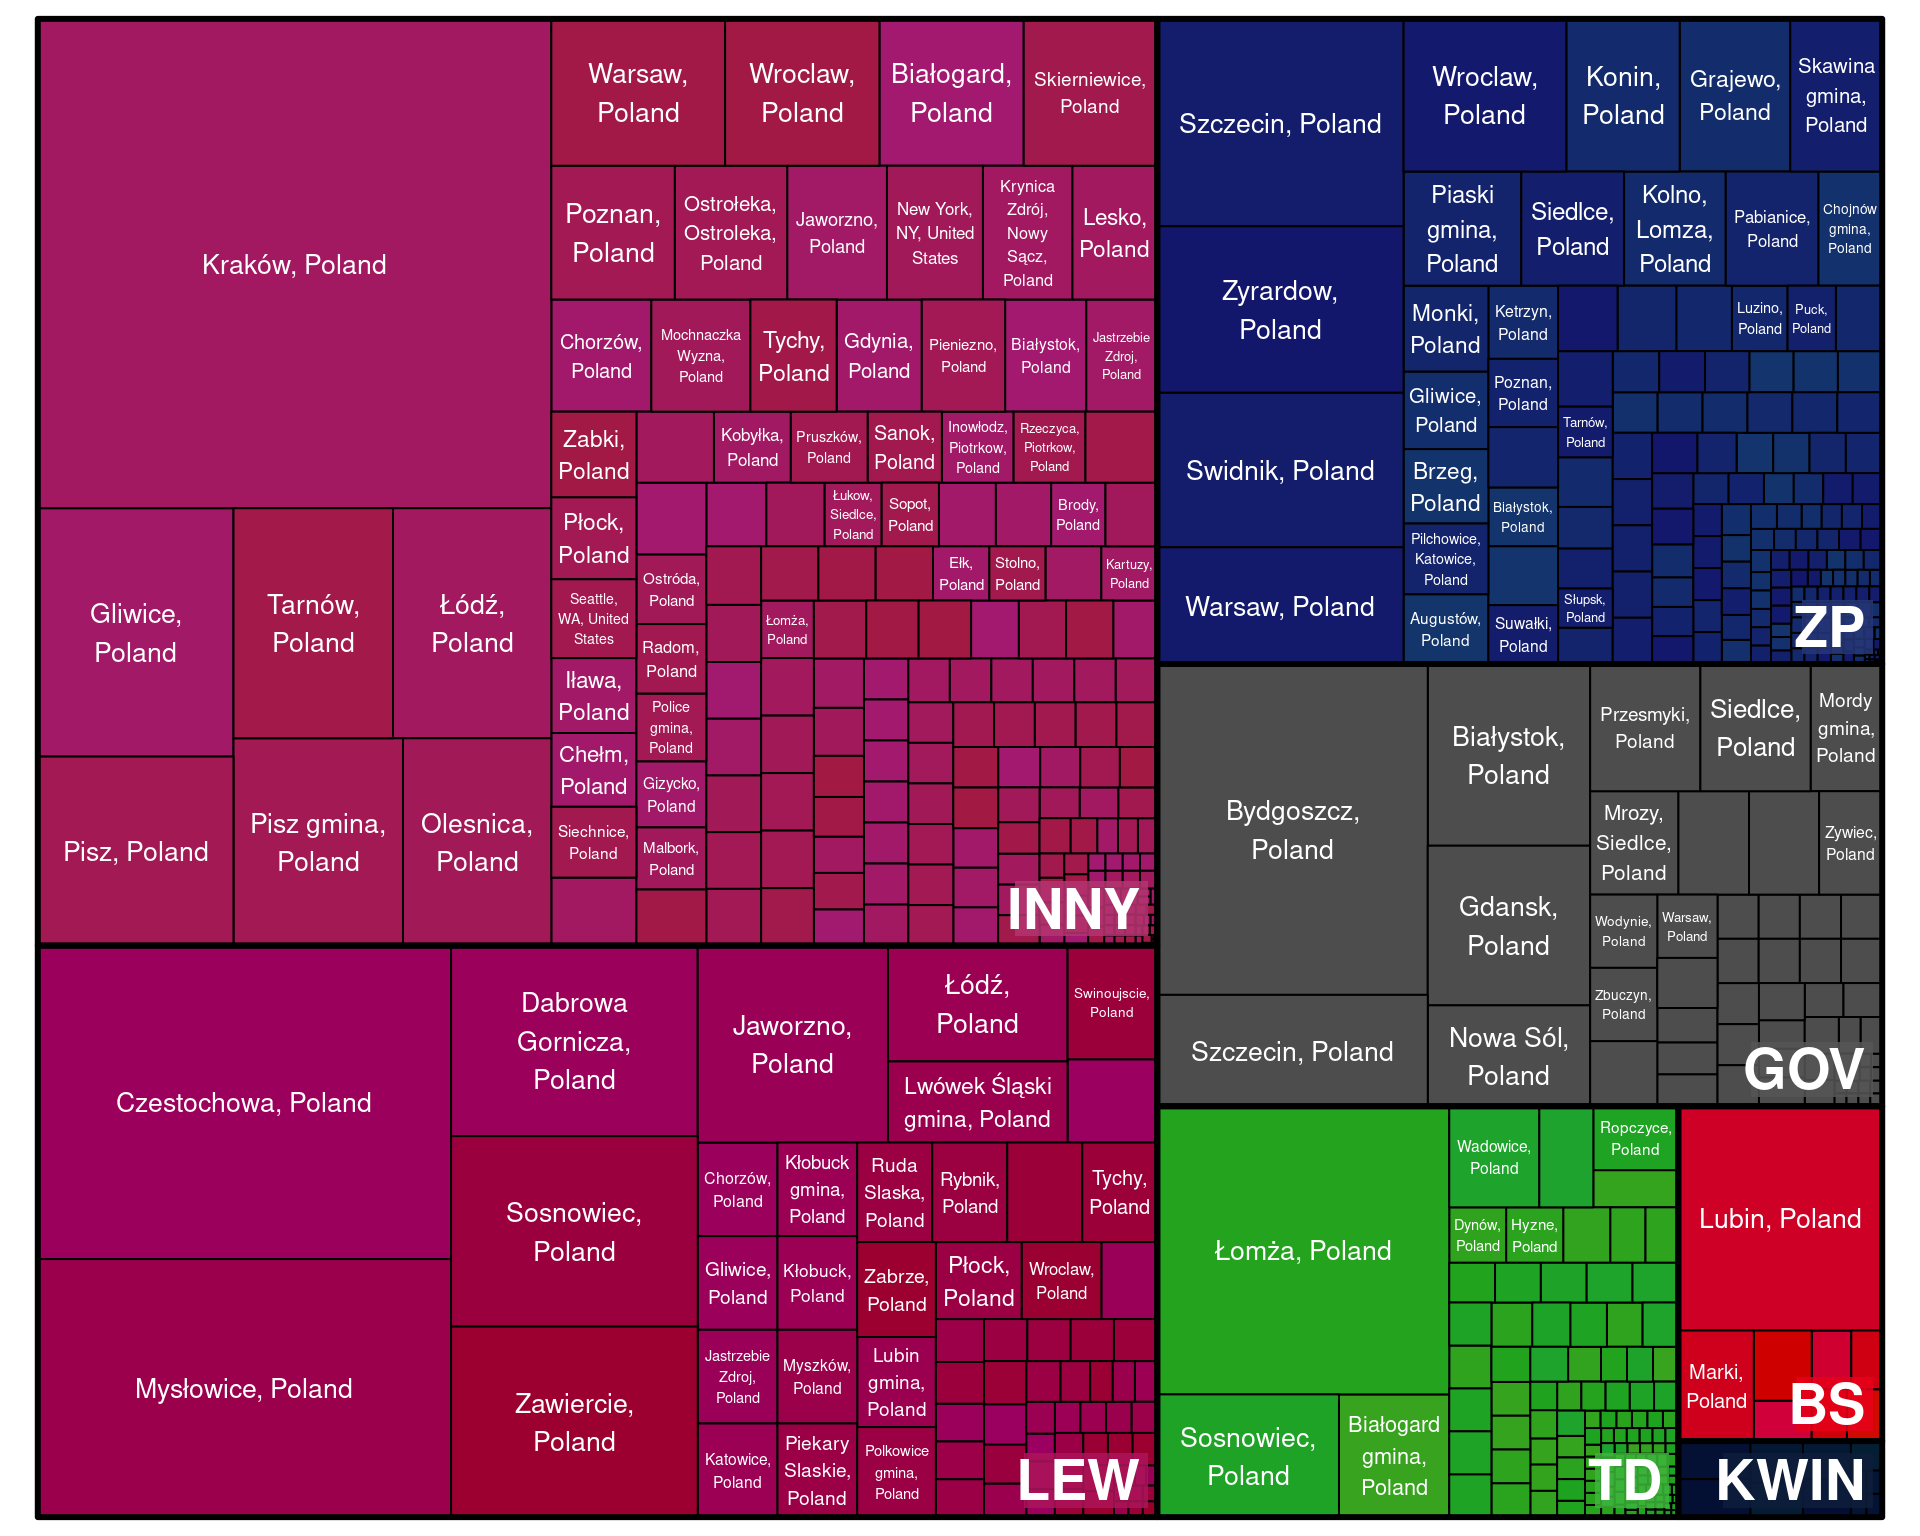 Kraków, Poland
Gliwice,
Poland
Tarnów,
Poland
Łódź,
Poland
Pisz, Poland
Pisz gmina,
Poland
Olesnica,
Poland
Warsaw,
Poland
Wroclaw,
Poland
Białogard,
Poland
Skierniewice,
Poland
Poznan,
Poland
Ostrołeka,
Ostroleka,
Poland
Jaworzno,
Poland
New York,
NY, United
States
Krynica
Zdrój,
Nowy
Sącz,
Poland
Lesko,
Poland
Chorzów,
Poland
Mochnaczka
Wyzna,
Poland
Tychy,
Poland
Gdynia,
Poland
Pieniezno,
Poland
Białystok,
Poland
Jastrzebie
Zdroj,
Poland
Zabki,
Poland
Kobyłka,
Poland
Pruszków,
Poland
Sanok,
Poland
Inowłodz,
Piotrkow,
Poland
Rzeczyca,
Piotrkow,
Poland
Płock,
Poland
Łukow,
Siedlce,
Poland
Sopot,
Poland
Brody,
Poland
Ostróda,
Poland
Ełk,
Poland
Stolno,
Poland
Kartuzy,
Poland
Seattle,
WA, United
States
Radom,
Poland
Łomża,
Poland
Iława,
Poland
Police
gmina,
Poland
Chełm,
Poland
Gizycko,
Poland
Siechnice,
Poland
Malbork,
Poland
INNY
Szczecin, Poland
Zyrardow,
Poland
Swidnik, Poland
Warsaw, Poland
Wroclaw,
Poland
Konin,
Poland
Grajewo,
Poland
Skawina
gmina,
Poland
Piaski
gmina,
Poland
Siedlce,
Poland
Kolno,
Lomza,
Poland
Pabianice,
Poland
Chojnów
gmina,
Poland
Monki,
Poland
Ketrzyn,
Poland
Luzino,
Poland
Puck,
Poland
Gliwice,
Poland
Poznan,
Poland
Tarnów,
Poland
Brzeg,
Poland
Białystok,
Poland
Pilchowice,
Katowice,
Poland
Augustów,
Poland
Suwałki,
Poland
Słupsk,
Poland
ZP
Bydgoszcz,
Poland
Szczecin, Poland
Białystok,
Poland
Gdansk,
Poland
Nowa Sól,
Poland
Przesmyki,
Poland
Siedlce,
Poland
Mordy
gmina,
Poland
Mrozy,
Siedlce,
Poland
Zywiec,
Poland
Wodynie,
Poland
Warsaw,
Poland
Zbuczyn,
Poland
GOV
Czestochowa, Poland
Mysłowice, Poland
Dabrowa
Gornicza,
Poland
Sosnowiec,
Poland
Zawiercie,
Poland
Jaworzno,
Poland
Łódź,
Poland
Swinoujscie,
Poland
Lwówek Śląski
gmina, Poland
Chorzów,
Poland
Kłobuck
gmina,
Poland
Ruda
Slaska,
Poland
Rybnik,
Poland
Tychy,
Poland
Gliwice,
Poland
Kłobuck,
Poland
Zabrze,
Poland
Płock,
Poland
Wroclaw,
Poland
Jastrzebie
Zdroj,
Poland
Myszków,
Poland
Lubin
gmina,
Poland
Katowice,
Poland
Piekary
Slaskie,
Poland
Polkowice
gmina,
Poland
LEW
Łomża, Poland
Sosnowiec,
Poland
Białogard
gmina,
Poland
Wadowice,
Poland
Ropczyce,
Poland
Dynów,
Poland
Hyzne,
Poland
TD
Lubin, Poland
Marki,
Poland
BS
KWIN